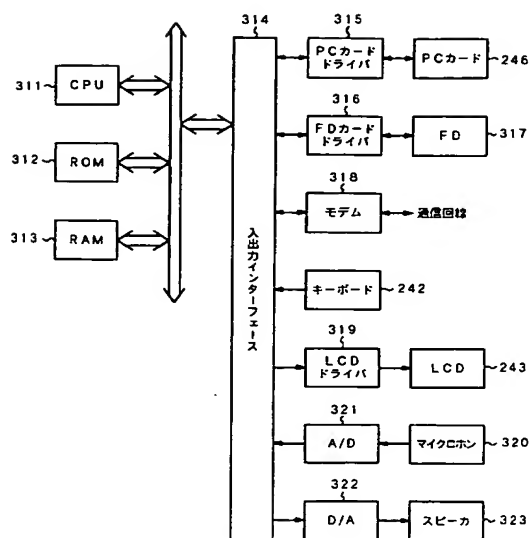 314
315
PCカード
ドライバ
PCカード
246
311
CPU
316
FDカード
ドライバ
FD
317
312
ROM
318
モデム
通信回線
313
RAM
入出力インターフェース
キーボード
242
319
LCD
ドライバ
LCD
243
321
A/D
マイクロホン
320
322
D/A
スピーカ
323